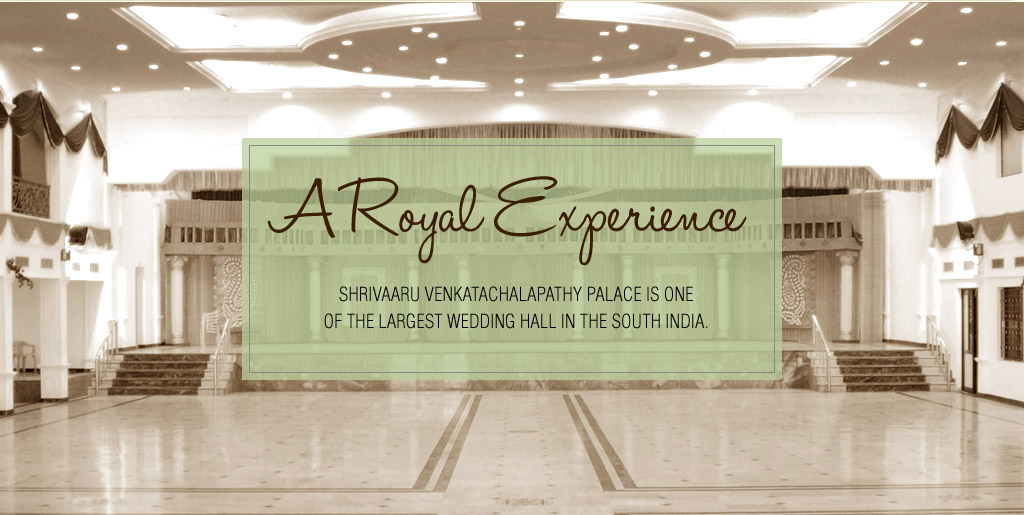 A Royal Experience
SHRIVAARU VENKATACHALAPATHY PALACE IS ONE
OF THE LARGEST WEDDING HALL IN THE SOUTH INDIA.